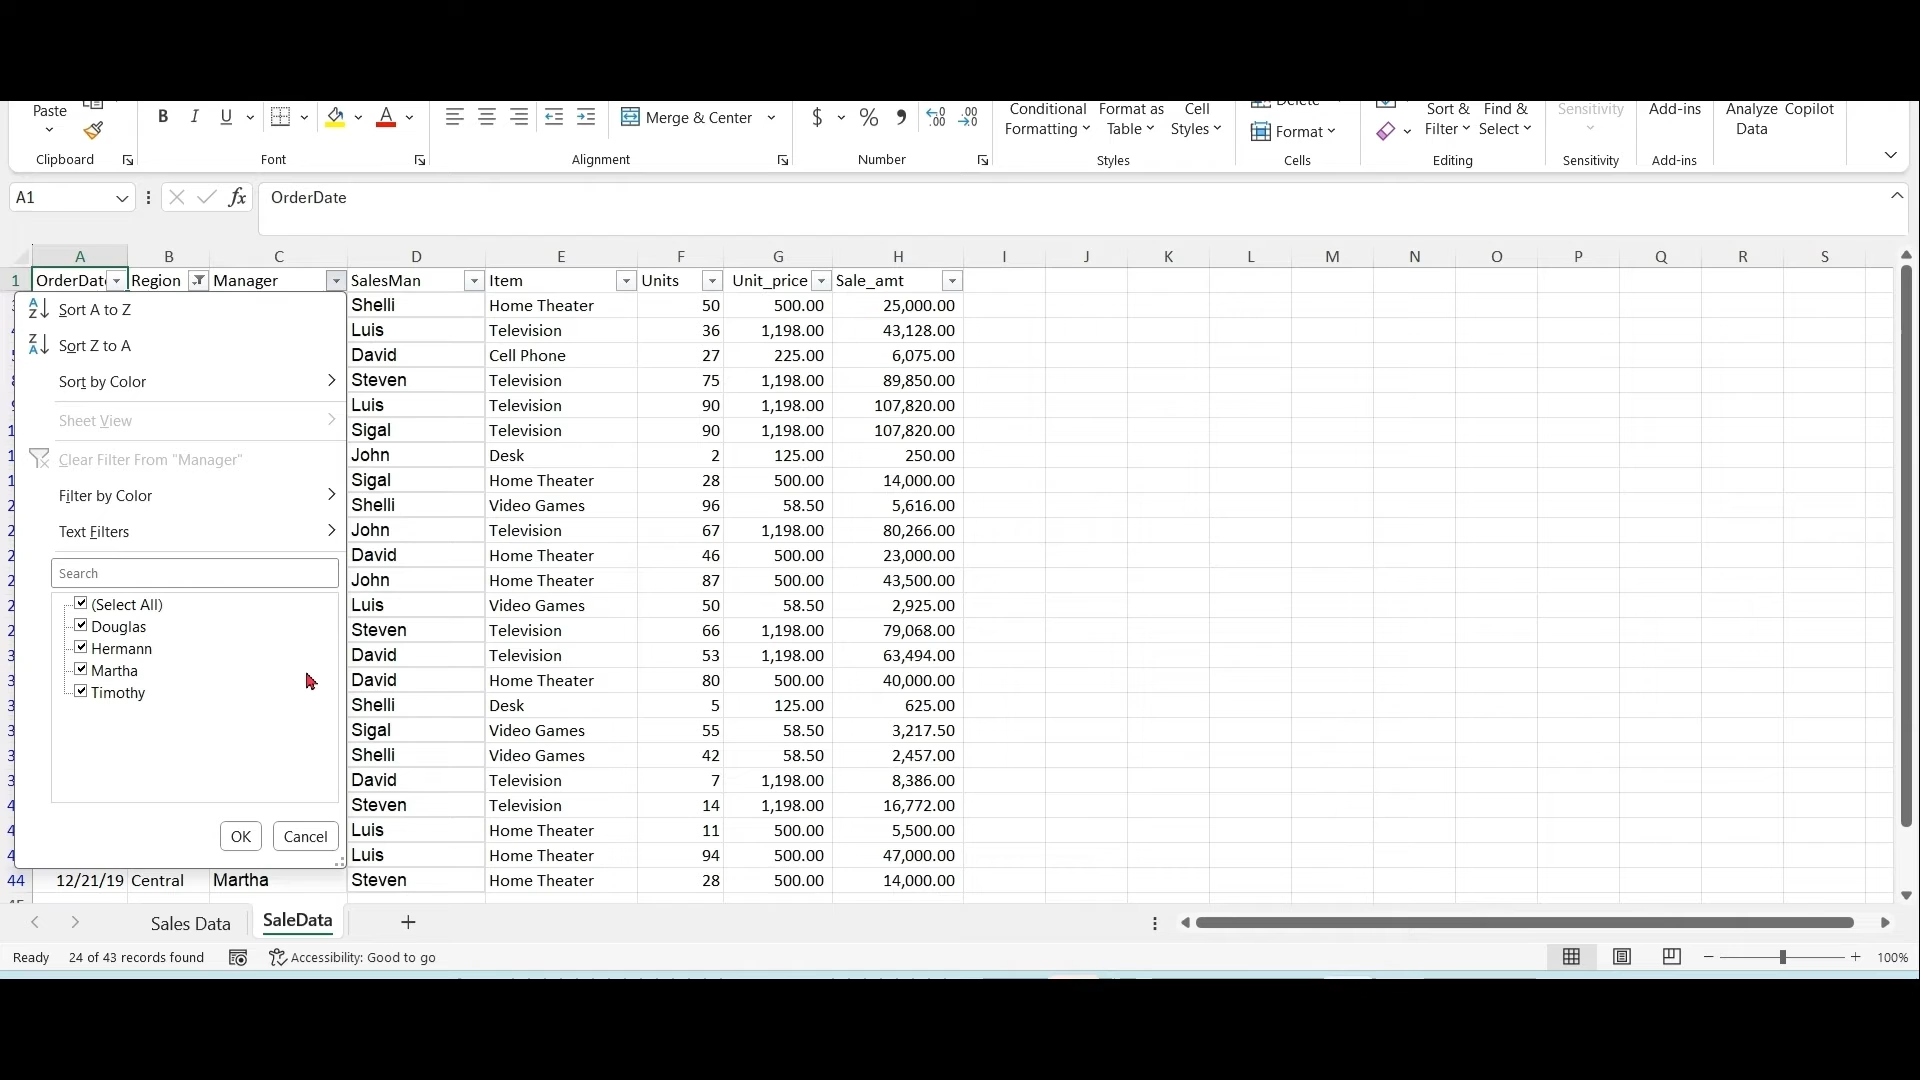 Paste
B I U
Merge & Center
$ % 9 .00 .00
Conditional Formatting
Format as Table
Cell Styles
Delete
Format
Sort & Filter
Find & Select
Sensitivity
Add-ins
Analyze Data
Copilot
Clipboard Font Alignment Number Styles Cells Editing Sensitivity Add-ins
A1 fx OrderDate
A B C D E F G H I J K L M N O P Q R S
1 OrderDat Region Manager SalesMan Item Units Unit_price Sale_amt
Shelli Home Theater 50 500.00 25,000.00
Luis Television 36 1,198.00 43,128.00
David Cell Phone 27 225.00 6,075.00
Steven Television 75 1,198.00 89,850.00
Luis Television 90 1,198.00 107,820.00
Sigal Television 90 1,198.00 107,820.00
John Desk 2 125.00 250.00
Sigal Home Theater 28 500.00 14,000.00
Shelli Video Games 96 58.50 5,616.00
John Television 67 1,198.00 80,266.00
David Home Theater 46 500.00 23,000.00
John Home Theater 87 500.00 43,500.00
Luis Video Games 50 58.50 2,925.00
Steven Television 66 1,198.00 79,068.00
David Television 53 1,198.00 63,494.00
David Home Theater 80 500.00 40,000.00
Shelli Desk 5 125.00 625.00
Sigal Video Games 55 58.50 3,217.50
Shelli Video Games 42 58.50 2,457.00
David Television 7 1,198.00 8,386.00
Steven Television 14 1,198.00 16,772.00
Luis Home Theater 11 500.00 5,500.00
Luis Home Theater 94 500.00 47,000.00
44 12/21/19 Central Martha Steven Home Theater 28 500.00 14,000.00
Sort A to Z
Sort Z to A
Sort by Color
Sheet View
Clear Filter From "Manager"
Filter by Color
Text Filters
Search
(Select All)
Douglas
Hermann
Martha
Timothy
OK Cancel
Sales Data SaleData
Ready 24 of 43 records found Accessibility: Good to go 100%